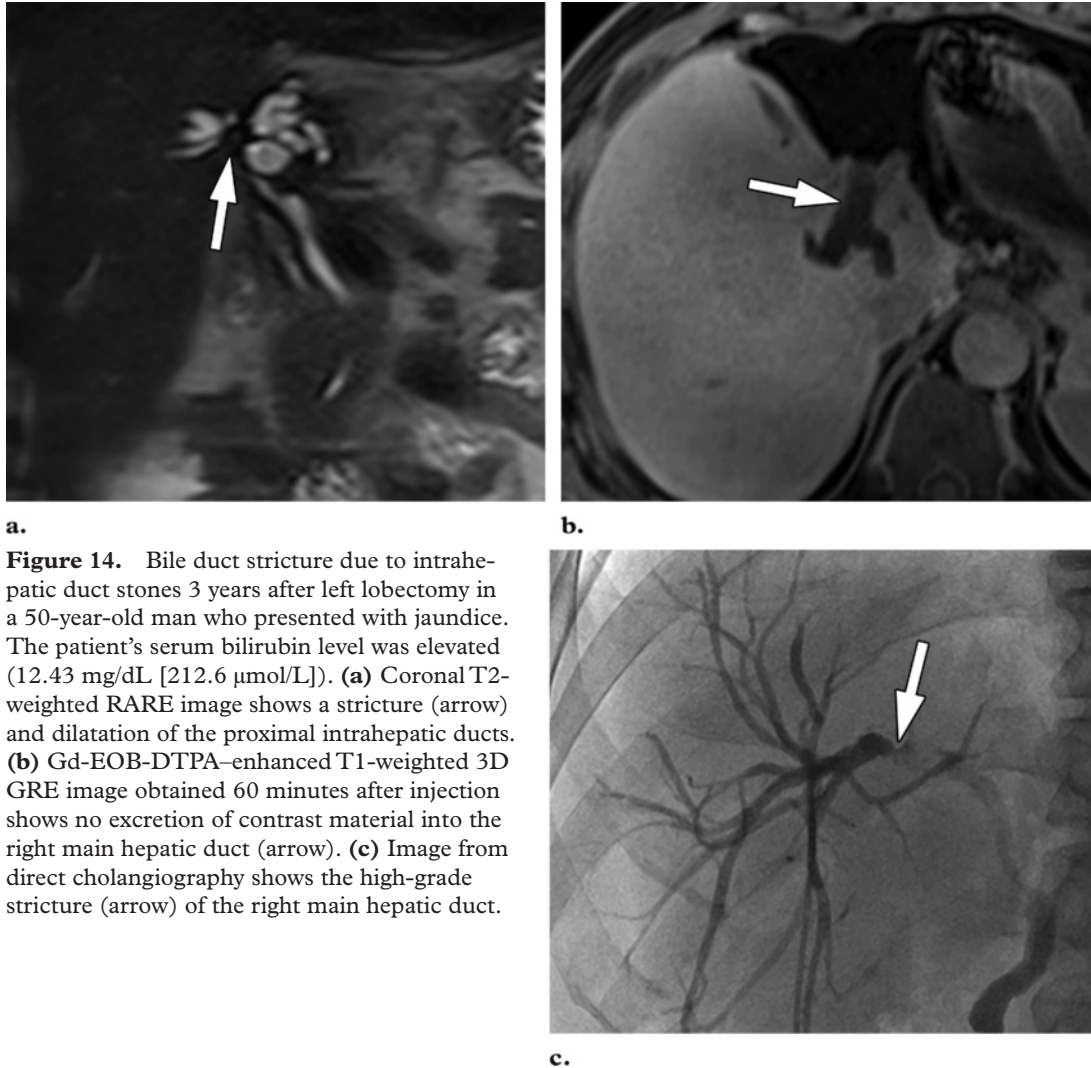 a.
b.
Figure 14. Bile duct stricture due to intrahe-
patic duct stones 3 years after left lobectomy in
a 50-year-old man who presented with jaundice.
The patient’s serum bilirubin level was elevated
(12.43 mg/dL [212.6 μmol/L]). (a) Coronal T2-
weighted RARE image shows a stricture (arrow)
and dilatation of the proximal intrahepatic ducts.
(b) Gd-EOB-DTPA–enhanced T1-weighted 3D
GRE image obtained 60 minutes after injection
shows no excretion of contrast material into the
right main hepatic duct (arrow). (c) Image from
direct cholangiography shows the high-grade
stricture (arrow) of the right main hepatic duct.
c.